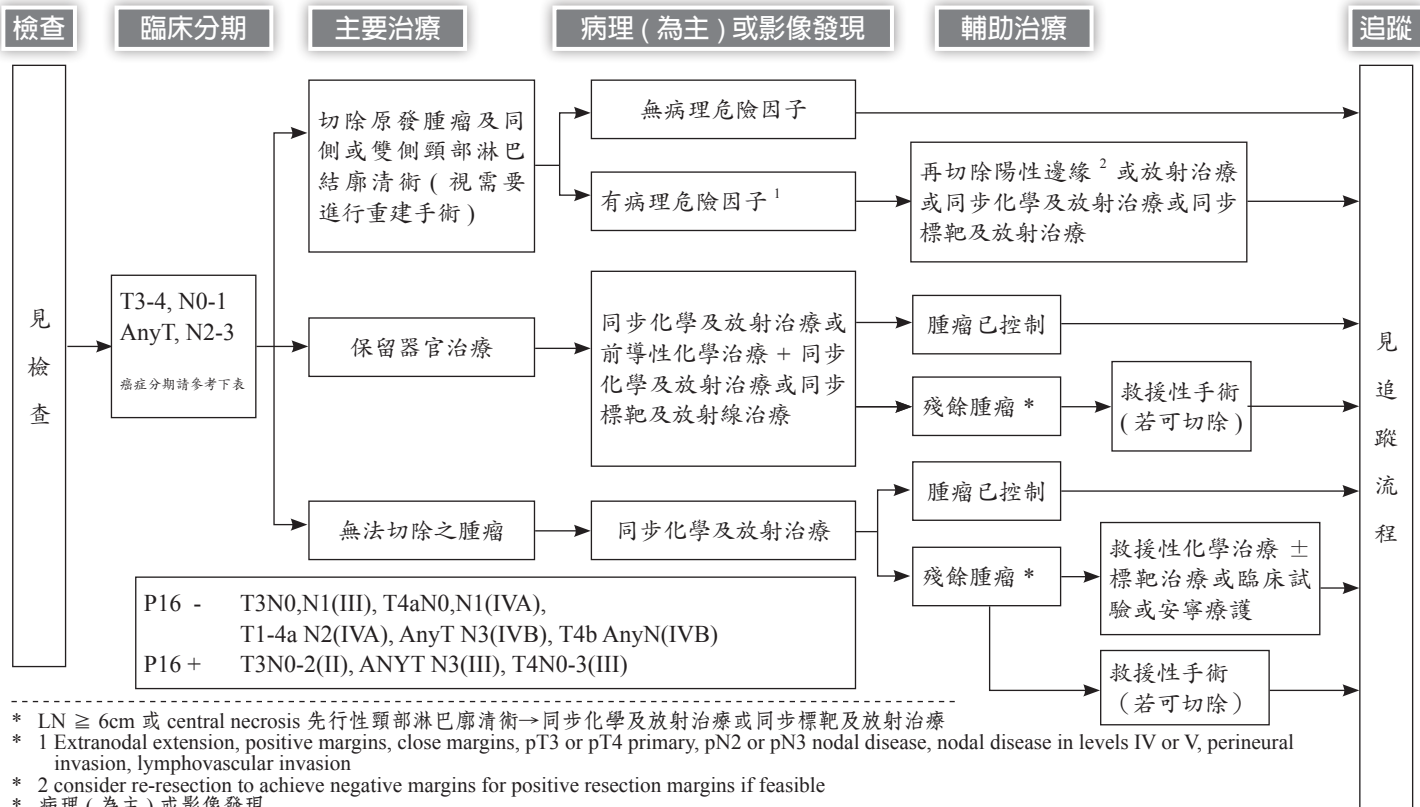 檢查
臨床分期
主要治療
病理 ( 為主 ) 或影像發現
輔助治療
追蹤
見
檢
查
T3-4, N0-1
AnyT, N2-3
癌症分期請參考下表
切除原發腫瘤及同
側或雙側頸部淋巴
結廓清術 ( 視需要
進行重建手術 )
無病理危險因子
有病理危險因子 1
再切除陽性邊緣 2 或放射治療
或同步化學及放射治療或同步
標靶及放射治療
保留器官治療
同步化學及放射治療或
前導性化學治療 + 同步
化學及放射治療或同步
標靶及放射線治療
腫瘤已控制
殘餘腫瘤 *
救援性手術
( 若可切除 )
無法切除之腫瘤
同步化學及放射治療
腫瘤已控制
殘餘腫瘤 *
救援性化學治療 ±
標靶治療或臨床試
驗或安寧療護
救援性手術
（若可切除）
見
追
蹤
流
程
P16 - T3N0,N1(III), T4aN0,N1(IVA),
T1-4a N2(IVA), AnyT N3(IVB), T4b AnyN(IVB)
P16 + T3N0-2(II), ANYT N3(III), T4N0-3(III)
* LN ≧ 6cm 或 central necrosis 先行性頸部淋巴廓清術→同步化學及放射治療或同步標靶及放射治療
* 1 Extranodal extension, positive margins, close margins, pT3 or pT4 primary, pN2 or pN3 nodal disease, nodal disease in levels IV or V, perineural
invasion, lymphovascular invasion
* 2 consider re-resection to achieve negative margins for positive resection margins if feasible
* 病理 ( 為主 ) 或影像發現